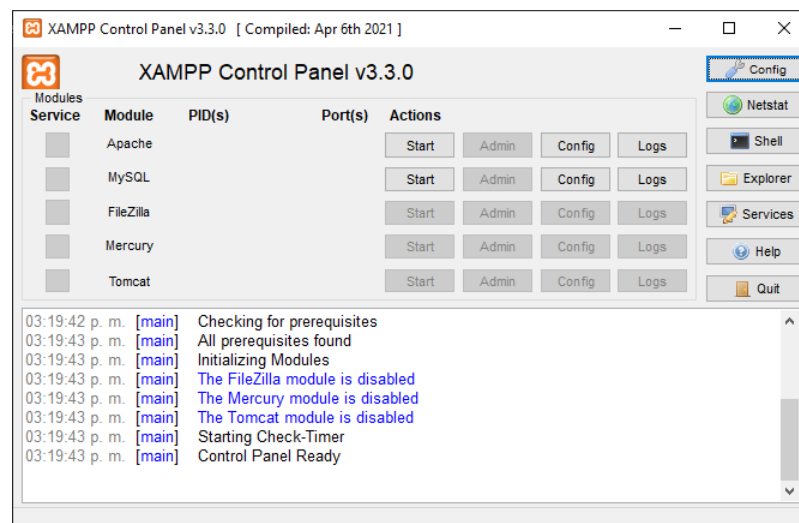 XAMPP Control Panel v3.3.0 [ Compiled: Apr 6th 2021 ]
XAMPP Control Panel v3.3.0
Config
Modules
Service Module PID(s) Port(s) Actions
Netstat
Apache Start Admin Config Logs
Shell
MySQL Start Admin Config Logs
Explorer
FileZilla Start Admin Config Logs
Services
Mercury Start Admin Config Logs
Help
Tomcat Start Admin Config Logs
Quit
03:19:42 p. m. [main] Checking for prerequisites
03:19:43 p. m. [main] All prerequisites found
03:19:43 p. m. [main] Initializing Modules
03:19:43 p. m. [main] The FileZilla module is disabled
03:19:43 p. m. [main] The Mercury module is disabled
03:19:43 p. m. [main] The Tomcat module is disabled
03:19:43 p. m. [main] Starting Check-Timer
03:19:43 p. m. [main] Control Panel Ready